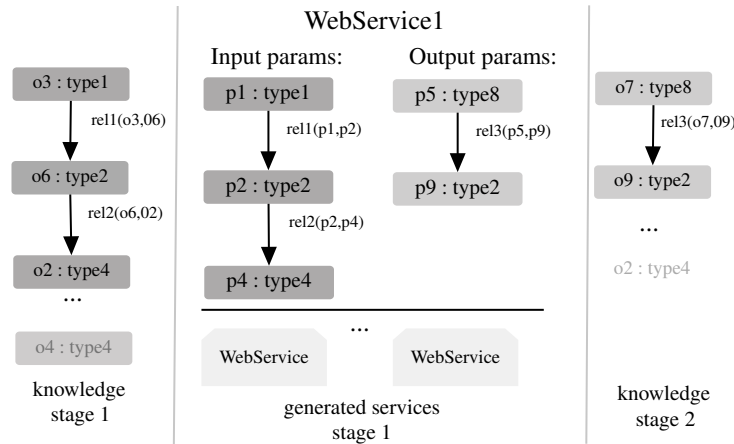 WebService1
Input params:
Output params:
o3 : type1
rel1(o3,06)
o6 : type2
rel2(o6,02)
o2 : type4
...
o4 : type4
knowledge
stage 1
p1 : type1
rel1(p1,p2)
p2 : type2
rel2(p2,p4)
p4 : type4
p5 : type8
rel3(p5,p9)
p9 : type2
...
WebService
WebService
generated services
stage 1
o7 : type8
rel3(o7,09)
o9 : type2
...
o2 : type4
knowledge
stage 2